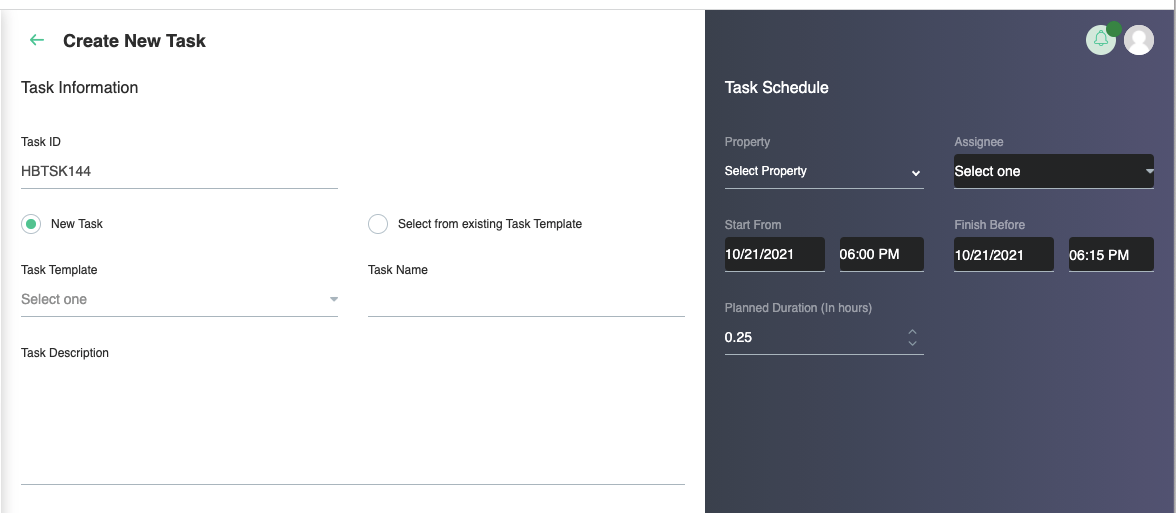 Create New Task
Task Information
Task ID
HBTSK144
New Task
Select from existing Task Template
Task Template
Task Name
Select one
Task Description
Task Schedule
Property
Assignee
Select Property
Select one
Start From
Finish Before
10/21/2021
06:00 PM
10/21/2021
06:15 PM
Planned Duration (In hours)
0.25